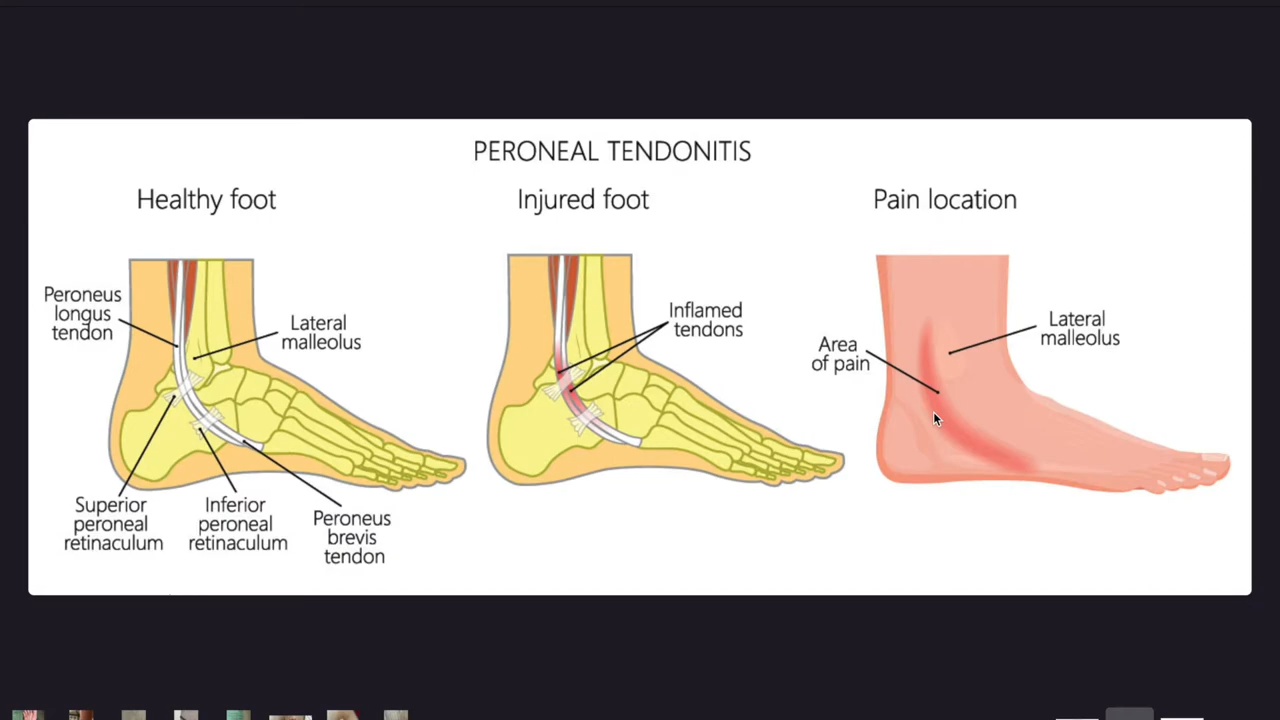 PERONEAL TENDONITIS
Healthy foot
Peroneus
longus
tendon
Lateral
malleolus
Superior
peroneal
retinaculum
Inferior
peroneal
retinaculum
Peroneus
brevis
tendon
Injured foot
Inflamed
tendons
Pain location
Area
of pain
Lateral
malleolus